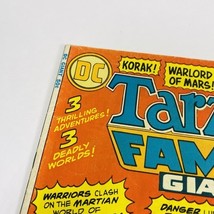 DC
KORAK!
WARLORD
OF MARS!
Tarz
3
THRILLING
ADVENTURES!
3
DEADLY
WORLDS!
FAM
GIA
WARRIORS CLASH
ON THE MARTIAN
WORLD OF
DANGER